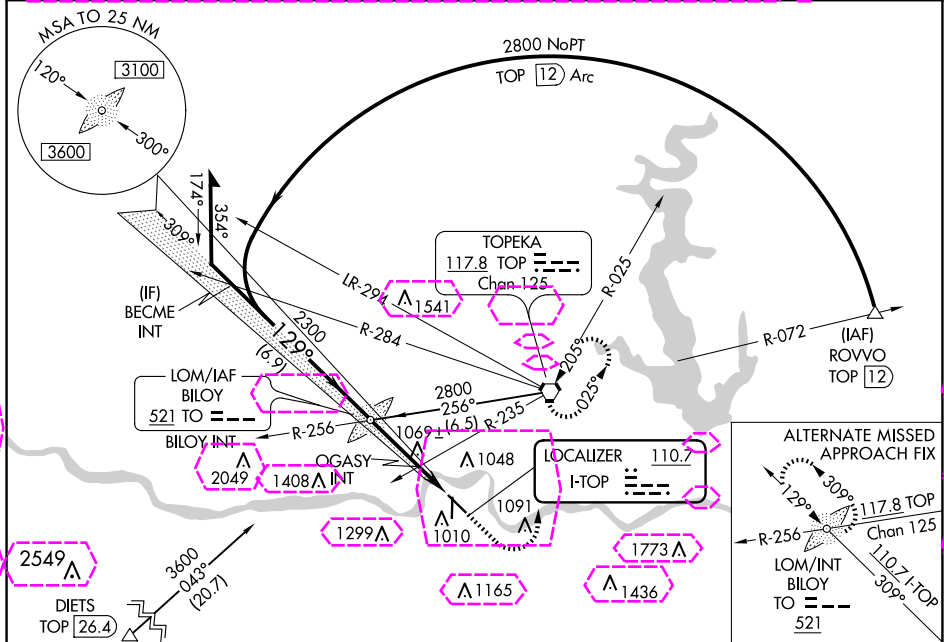 MSA TO 25 NM
120°
3100
3600
300°
2800 NoPT
TOP 12 Arc
174°
354°
309°
(IF)
BECME
INT
2300
129°
(6.9)
LR-294
R-284
TOPEKA
117.8 TOP
Chan 125
1541
R-025
205°
025°
R-072
(IAF)
ROVVO
TOP 12
LOM/IAF
BILOY
521 TO
BILOY INT
R-256
2800
256°
(6.5)
R-235
1069±
OGASY
INT
2049
1408
1048
LOCALIZER 110.7
I-TOP
1091
1010
1299
1165
1773
1436
2549
3600
043°
(20.7)
DIETS
TOP 26.4
ALTERNATE MISSED
APPROACH FIX
129°
309°
117.8 TOP
Chan 125
R-256
LOM/INT
BILOY
TO
521
110.7 I-TOP
309°